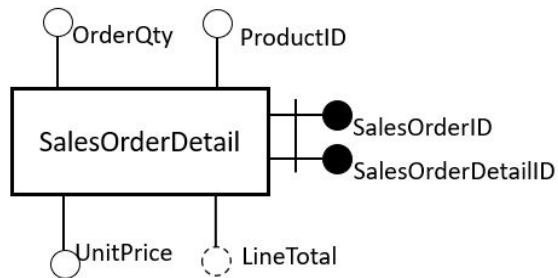 OrderQty
ProductID
SalesOrderDetail
SalesOrderID
SalesOrderDetailID
UnitPrice
LineTotal